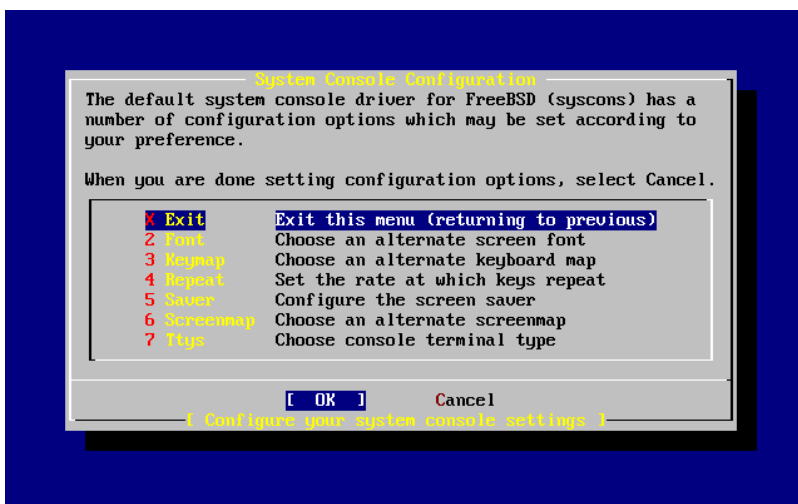 System Console Configuration
The default system console driver for FreeBSD (syscons) has a
number of configuration options which may be set according to
your preference.
When you are done setting configuration options, select Cancel.
X Exit Exit this menu (returning to previous)
2 Font Choose an alternate screen font
3 Keymap Choose an alternate keyboard map
4 Repeat Set the rate at which keys repeat
5 Saver Configure the screen saver
6 Screenmap Choose an alternate screenmap
7 Ttys Choose console terminal type
[ OK ] Cancel
[ Configure your system console settings ]